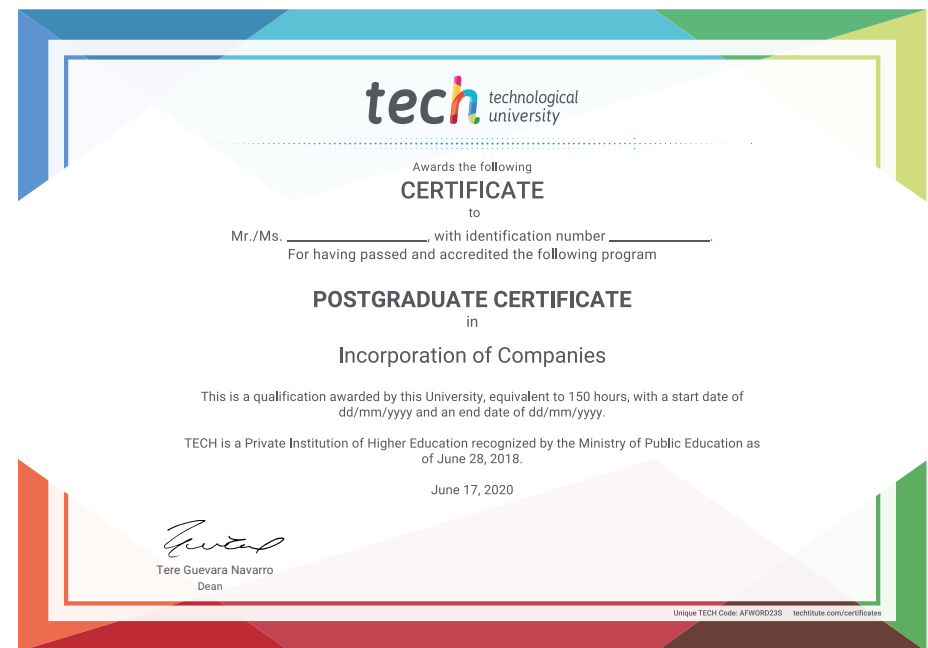 tech technological
university
Awards the following
CERTIFICATE
to
Mr./Ms. ____________, with identification number ____________.
For having passed and accredited the following program
POSTGRADUATE CERTIFICATE
in
Incorporation of Companies
This is a qualification awarded by this University, equivalent to 150 hours, with a start date of
dd/mm/yyyy and an end date of dd/mm/yyyy.
TECH is a Private Institution of Higher Education recognized by the Ministry of Public Education as
of June 28, 2018.
June 17, 2020
Tere Guevara Navarro
Dean
Unique TECH Code: AFWORD23S techtitute.com/certificates